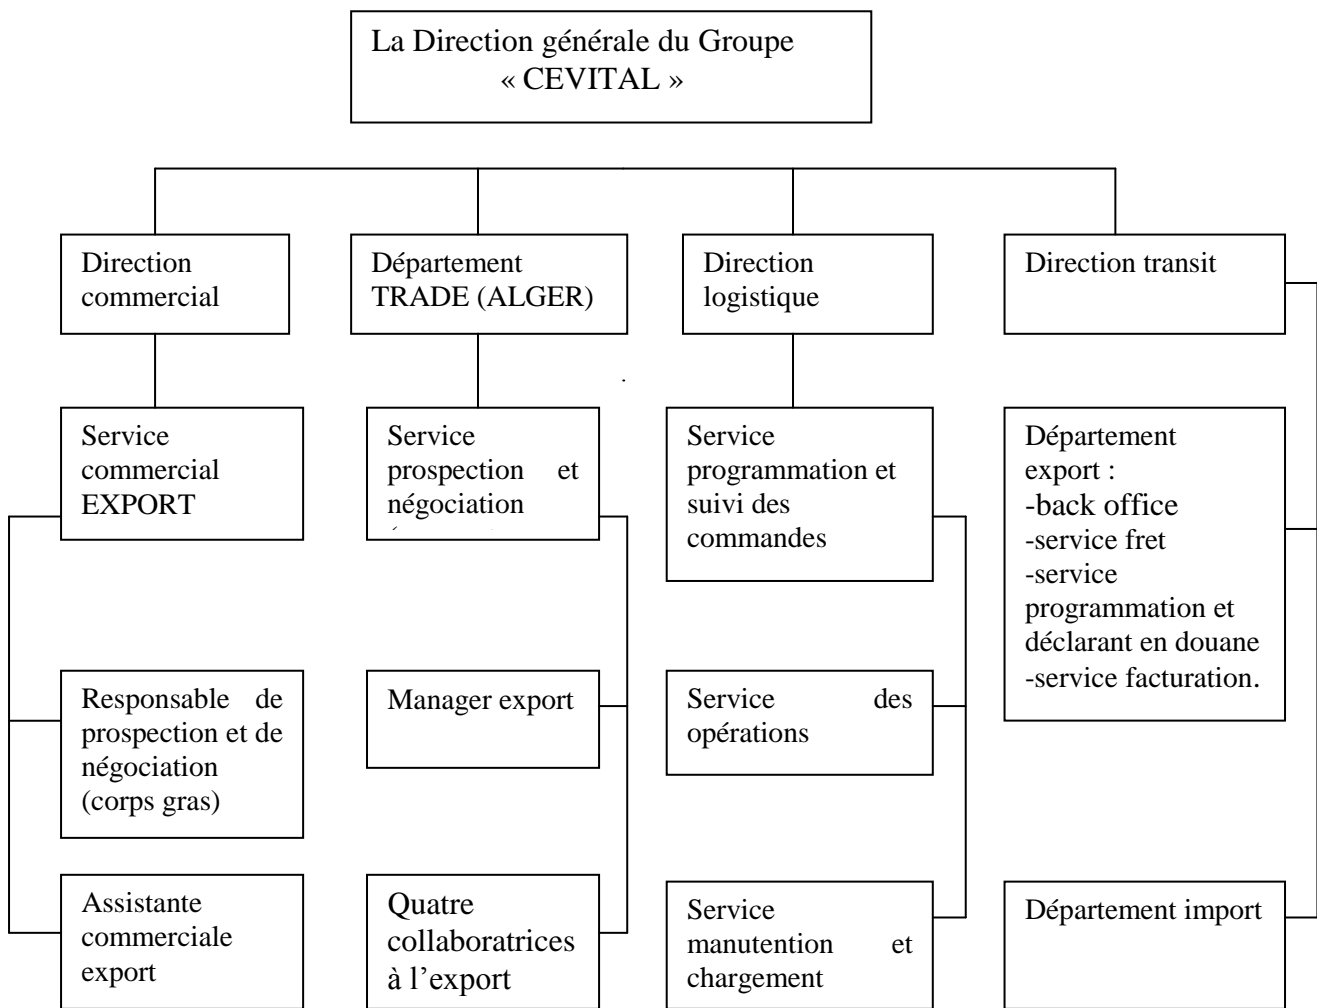 La Direction générale du Groupe
« CEVITAL »
Direction
commercial
Département
TRADE (ALGER)
Direction
logistique
Direction transit
Service
commercial
EXPORT
Service
prospection et
négociation
Service
programmation et
suivi des
commandes
Département
export :
-back office
-service fret
-service
programmation et
déclarant en douane
-service facturation.
Responsable de
prospection et de
négociation
(corps gras)
Manager export
Service des
opérations
Assistante
commerciale
export
Quatre
collaboratrices
à l’export
Service
manutention et
chargement
Département import